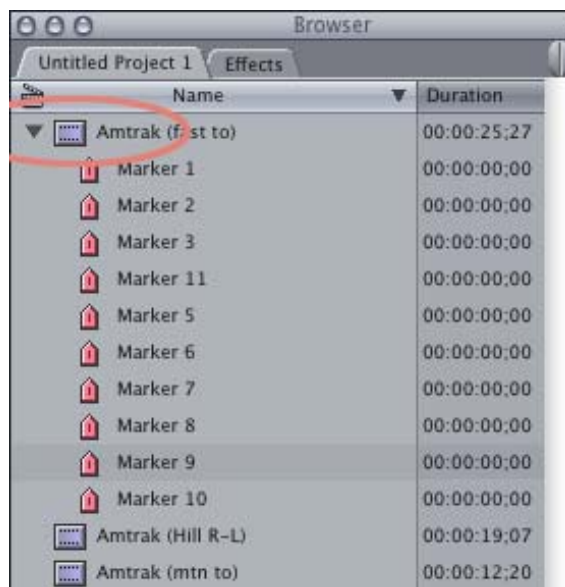 Browser
Untitled Project 1 Effects
Name Duration
Amtrak (fast to) 00:00:25;27
Marker 1 00:00:00;00
Marker 2 00:00:00;00
Marker 3 00:00:00;00
Marker 11 00:00:00;00
Marker 5 00:00:00;00
Marker 6 00:00:00;00
Marker 7 00:00:00;00
Marker 8 00:00:00;00
Marker 9 00:00:00;00
Marker 10 00:00:00;00
Amtrak (Hill R-L) 00:00:19;07
Amtrak (mtn to) 00:00:12;20